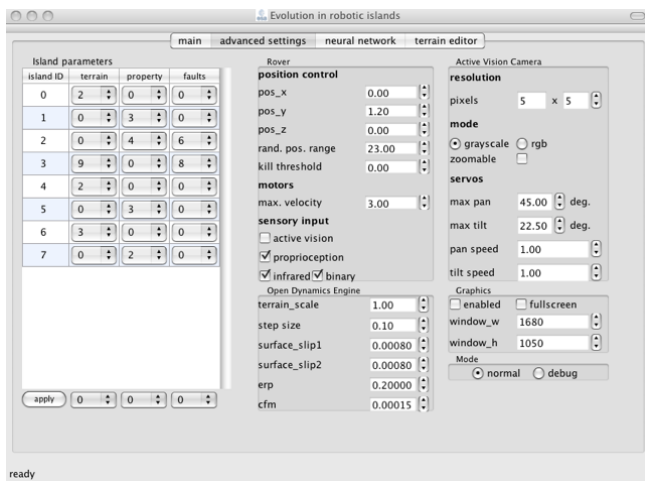 Evolution in robotic islands
main advanced settings neural network terrain editor
Island parameters
island ID terrain property faults
0 2 0 0
1 0 3 0
2 0 4 6
3 9 0 8
4 2 0 0
5 0 3 0
6 3 0 0
7 0 2 0
apply 0 0 0
Rover
position control
pos_x 0.00
pos_y 1.20
pos_z 0.00
rand. pos. range 23.00
kill threshold 0.00
motors
max. velocity 3.00
sensory input
active vision
proprioception
infrared binary
Open Dynamics Engine
terrain_scale 1.00
step size 0.10
surface_slip1 0.00080
surface_slip2 0.00080
erp 0.20000
cfm 0.00015
Active Vision Camera
resolution
pixels 5 x 5
mode
grayscale rgb
zoomable
servos
max pan 45.00 deg.
max tilt 22.50 deg.
pan speed 1.00
tilt speed 1.00
Graphics
enabled fullscreen
window_w 1680
window_h 1050
Mode
normal debug
ready